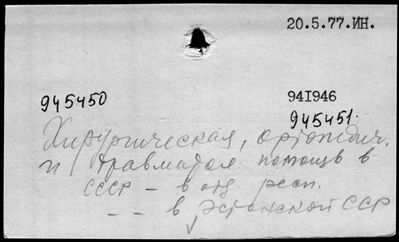 20.5.77.ИН.
945450
941946
945451.
Хирургическая, ортопедич.
и травматол. помощь в
СССР – в отд. респ.
– – в Эстонской ССР